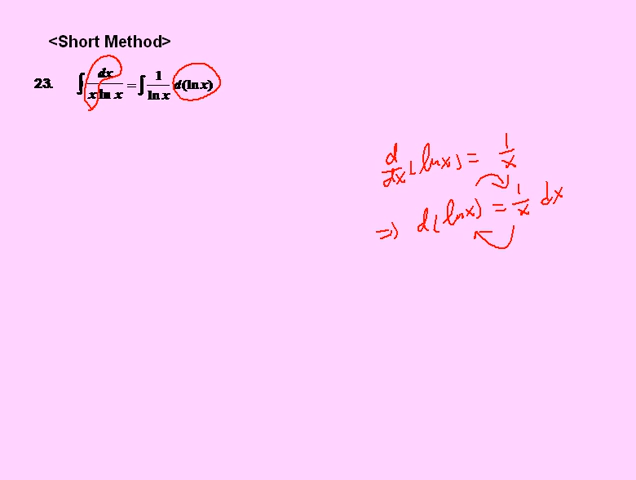 <Short Method>
23. ∫ dx/(x ln x) = ∫ 1/(ln x) d(ln x)
d/dx (ln x) = 1/x
⇒ d(ln x) = 1/x dx